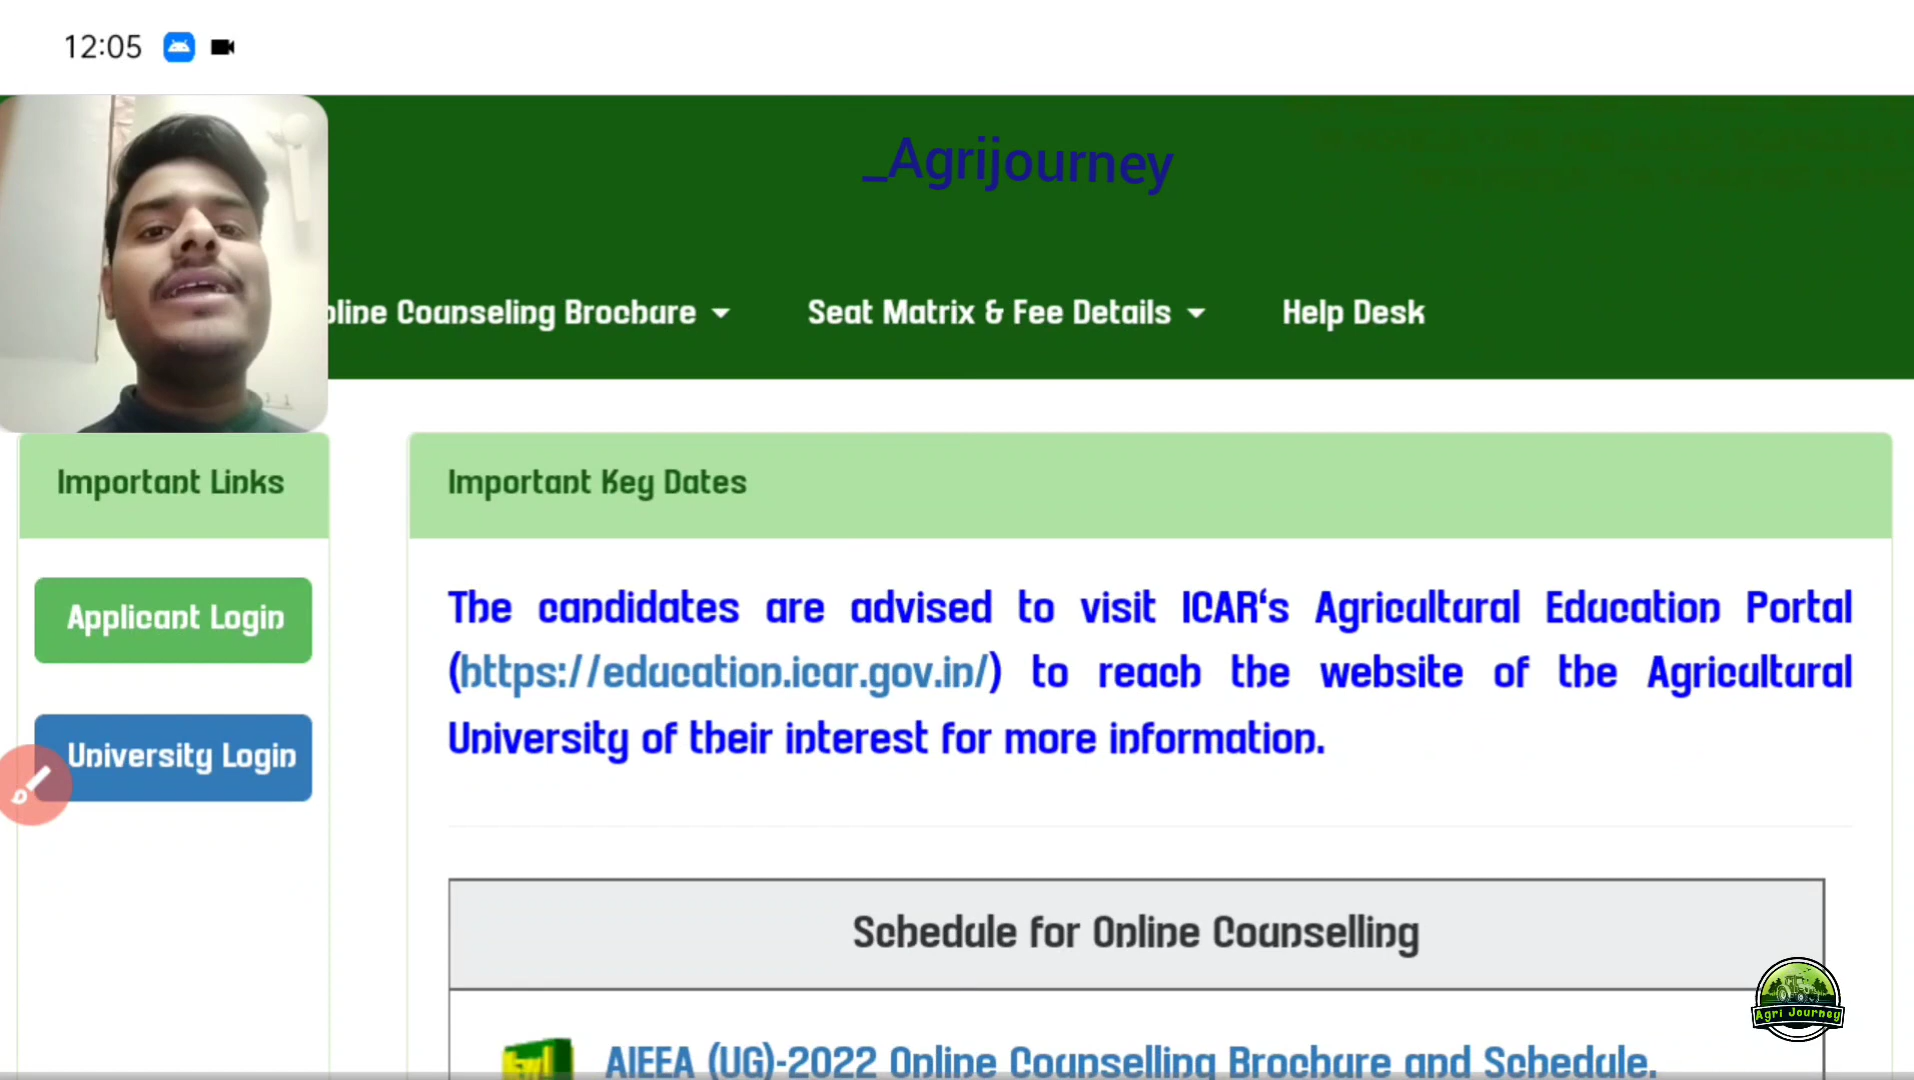 12:05
_Agrijourney
line Counseling Brochure
Seat Matrix & Fee Details
Help Desk
Important Links
Important Key Dates
Applicant Login
University Login
The candidates are advised to visit ICAR's Agricultural Education Portal
(https://education.icar.gov.in/) to reach the website of the Agricultural
University of their interest for more information.
Schedule for Online Counselling
AIEEA (UG)-2022 Online Counselling Brochure and Schedule.
Agri Journey